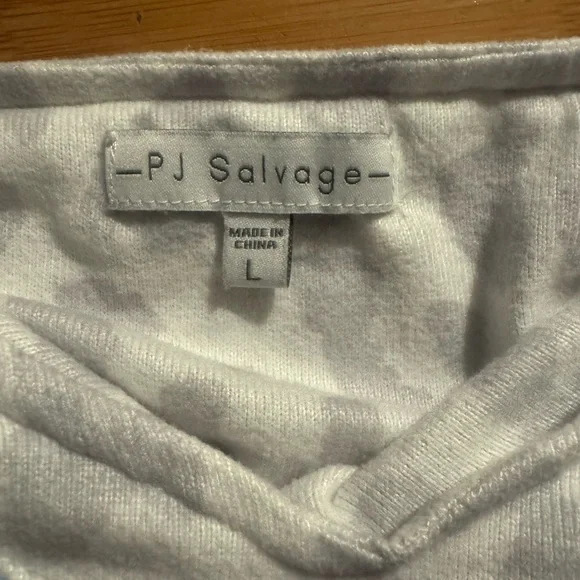 —PJ Salvage—
MADE IN
CHINA
L